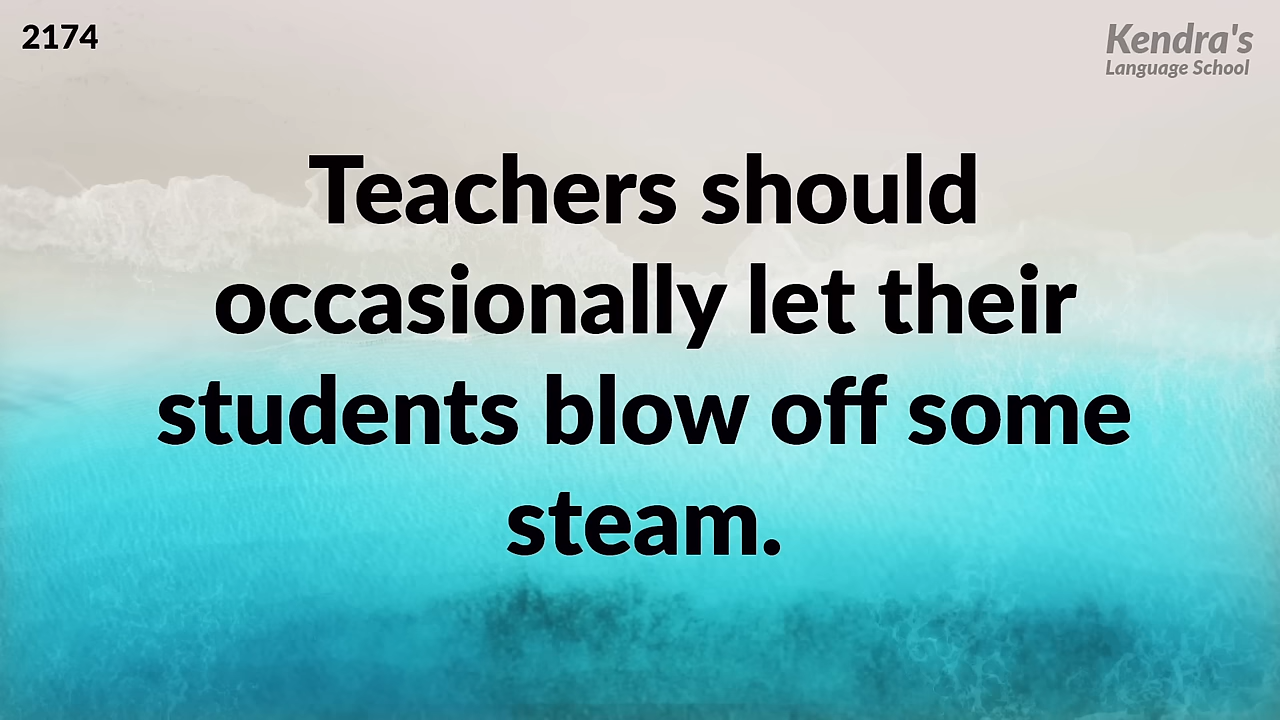 2174
Kendra's
Language School
Teachers should
occasionally let their
students blow off some
steam.